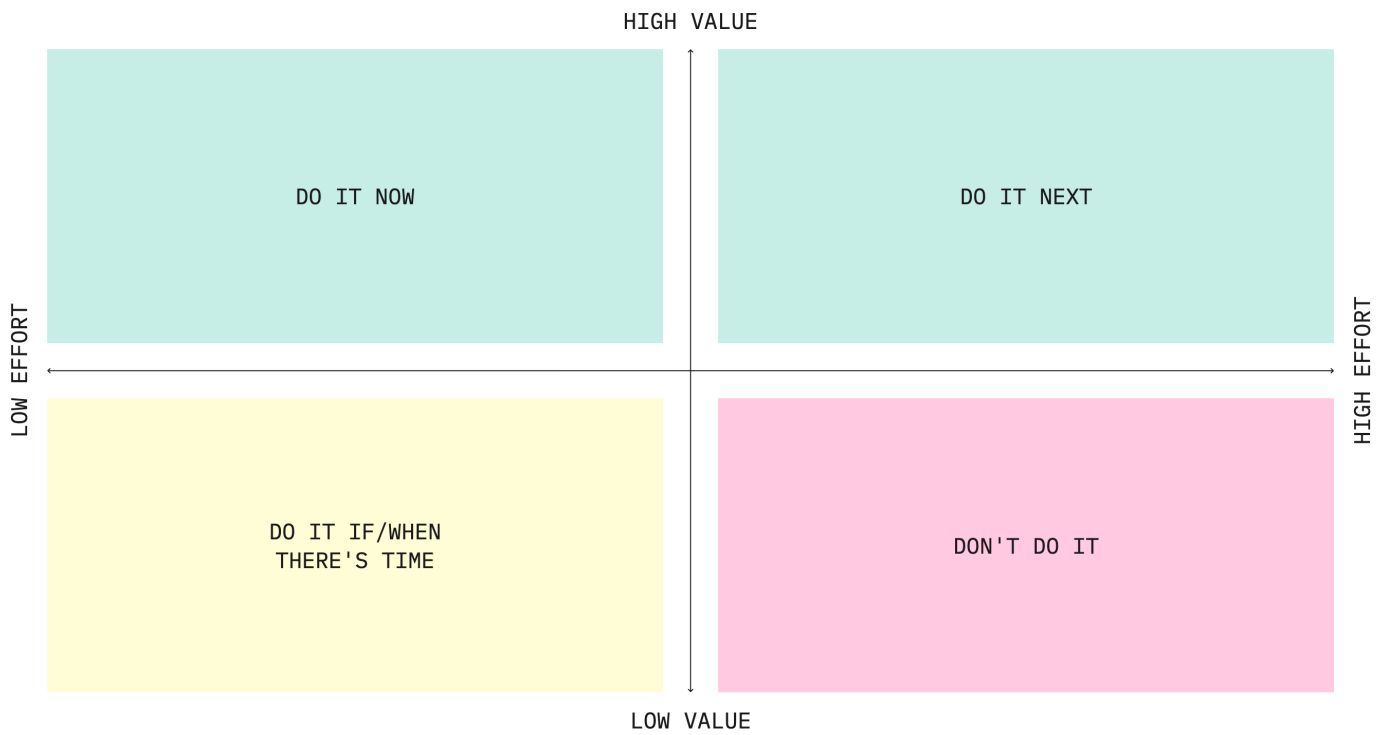 HIGH VALUE
DO IT NOW
DO IT NEXT
LOW EFFORT
HIGH EFFORT
DO IT IF/WHEN
THERE'S TIME
DON'T DO IT
LOW VALUE